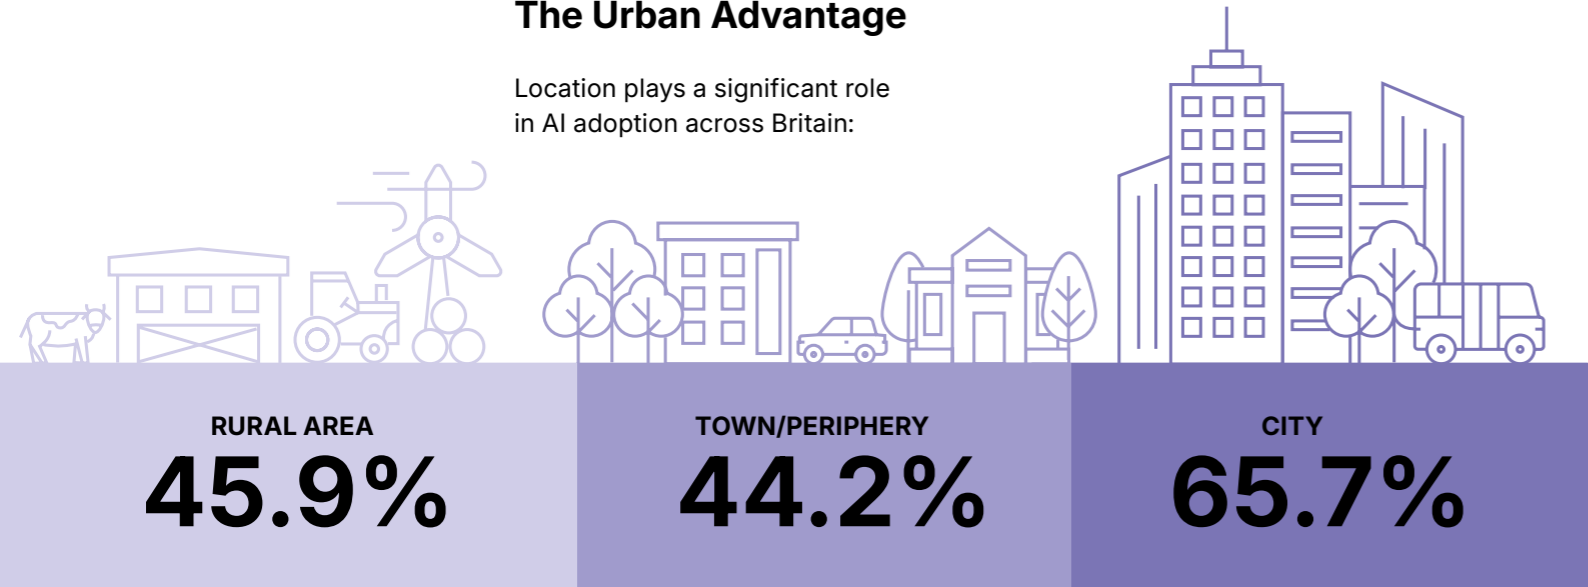 The Urban Advantage
Location plays a significant role
in AI adoption across Britain:
RURAL AREA
45.9%
TOWN/PERIPHERY
44.2%
CITY
65.7%